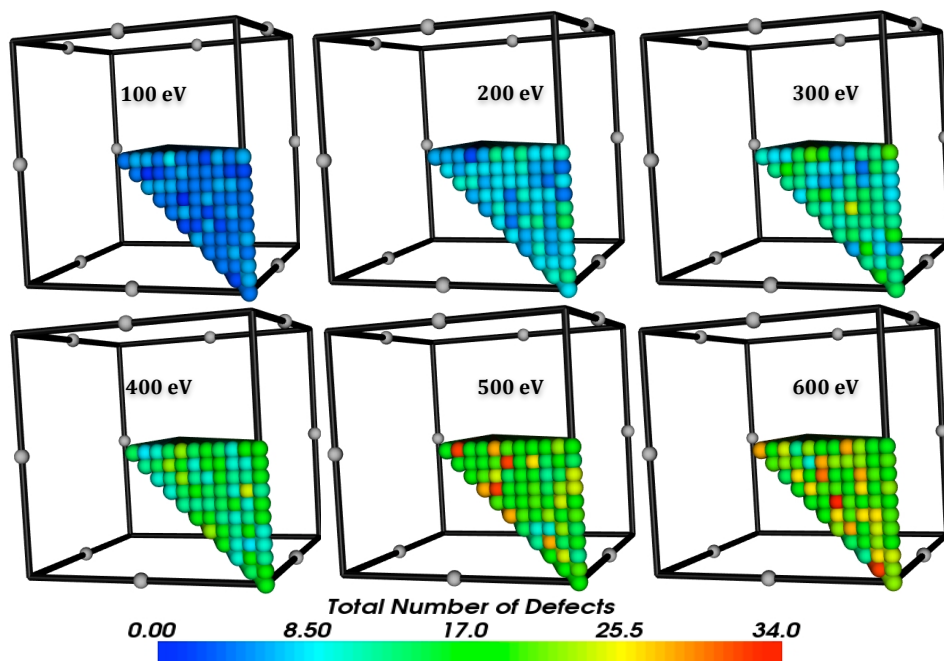 100 eV
200 eV
300 eV
400 eV
500 eV
600 eV
Total Number of Defects
0.00 8.50 17.0 25.5 34.0